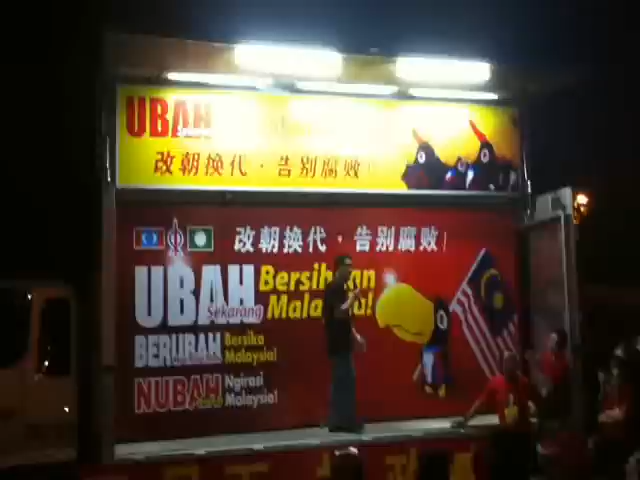 UBAH
改朝换代·告别腐败!
改朝换代·告别腐败!
UBAH Sekarang Bersihkan Malaysia!
BERUBAH Bersika Malaysia!
NUBAH Ngirasi Malaysia!